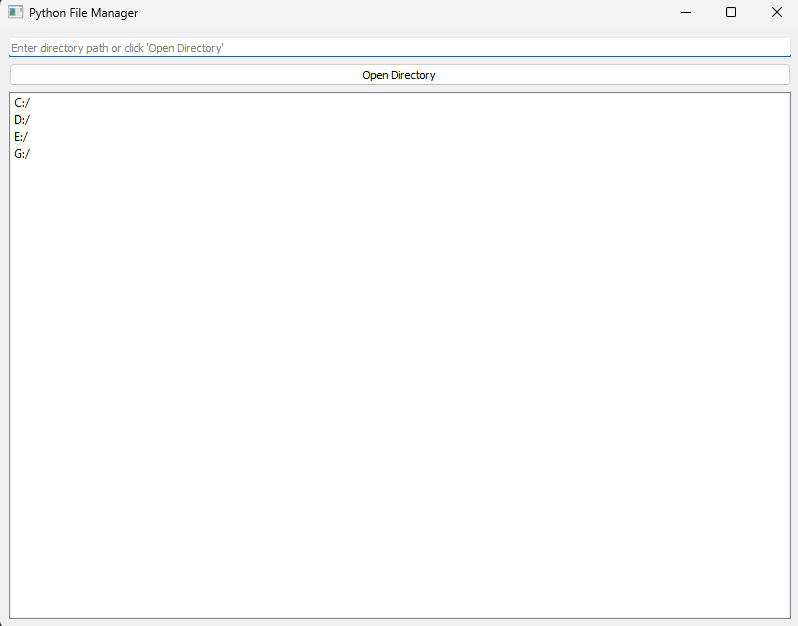 Python File Manager
Enter directory path or click 'Open Directory'
Open Directory
C:/
D:/
E:/
G:/